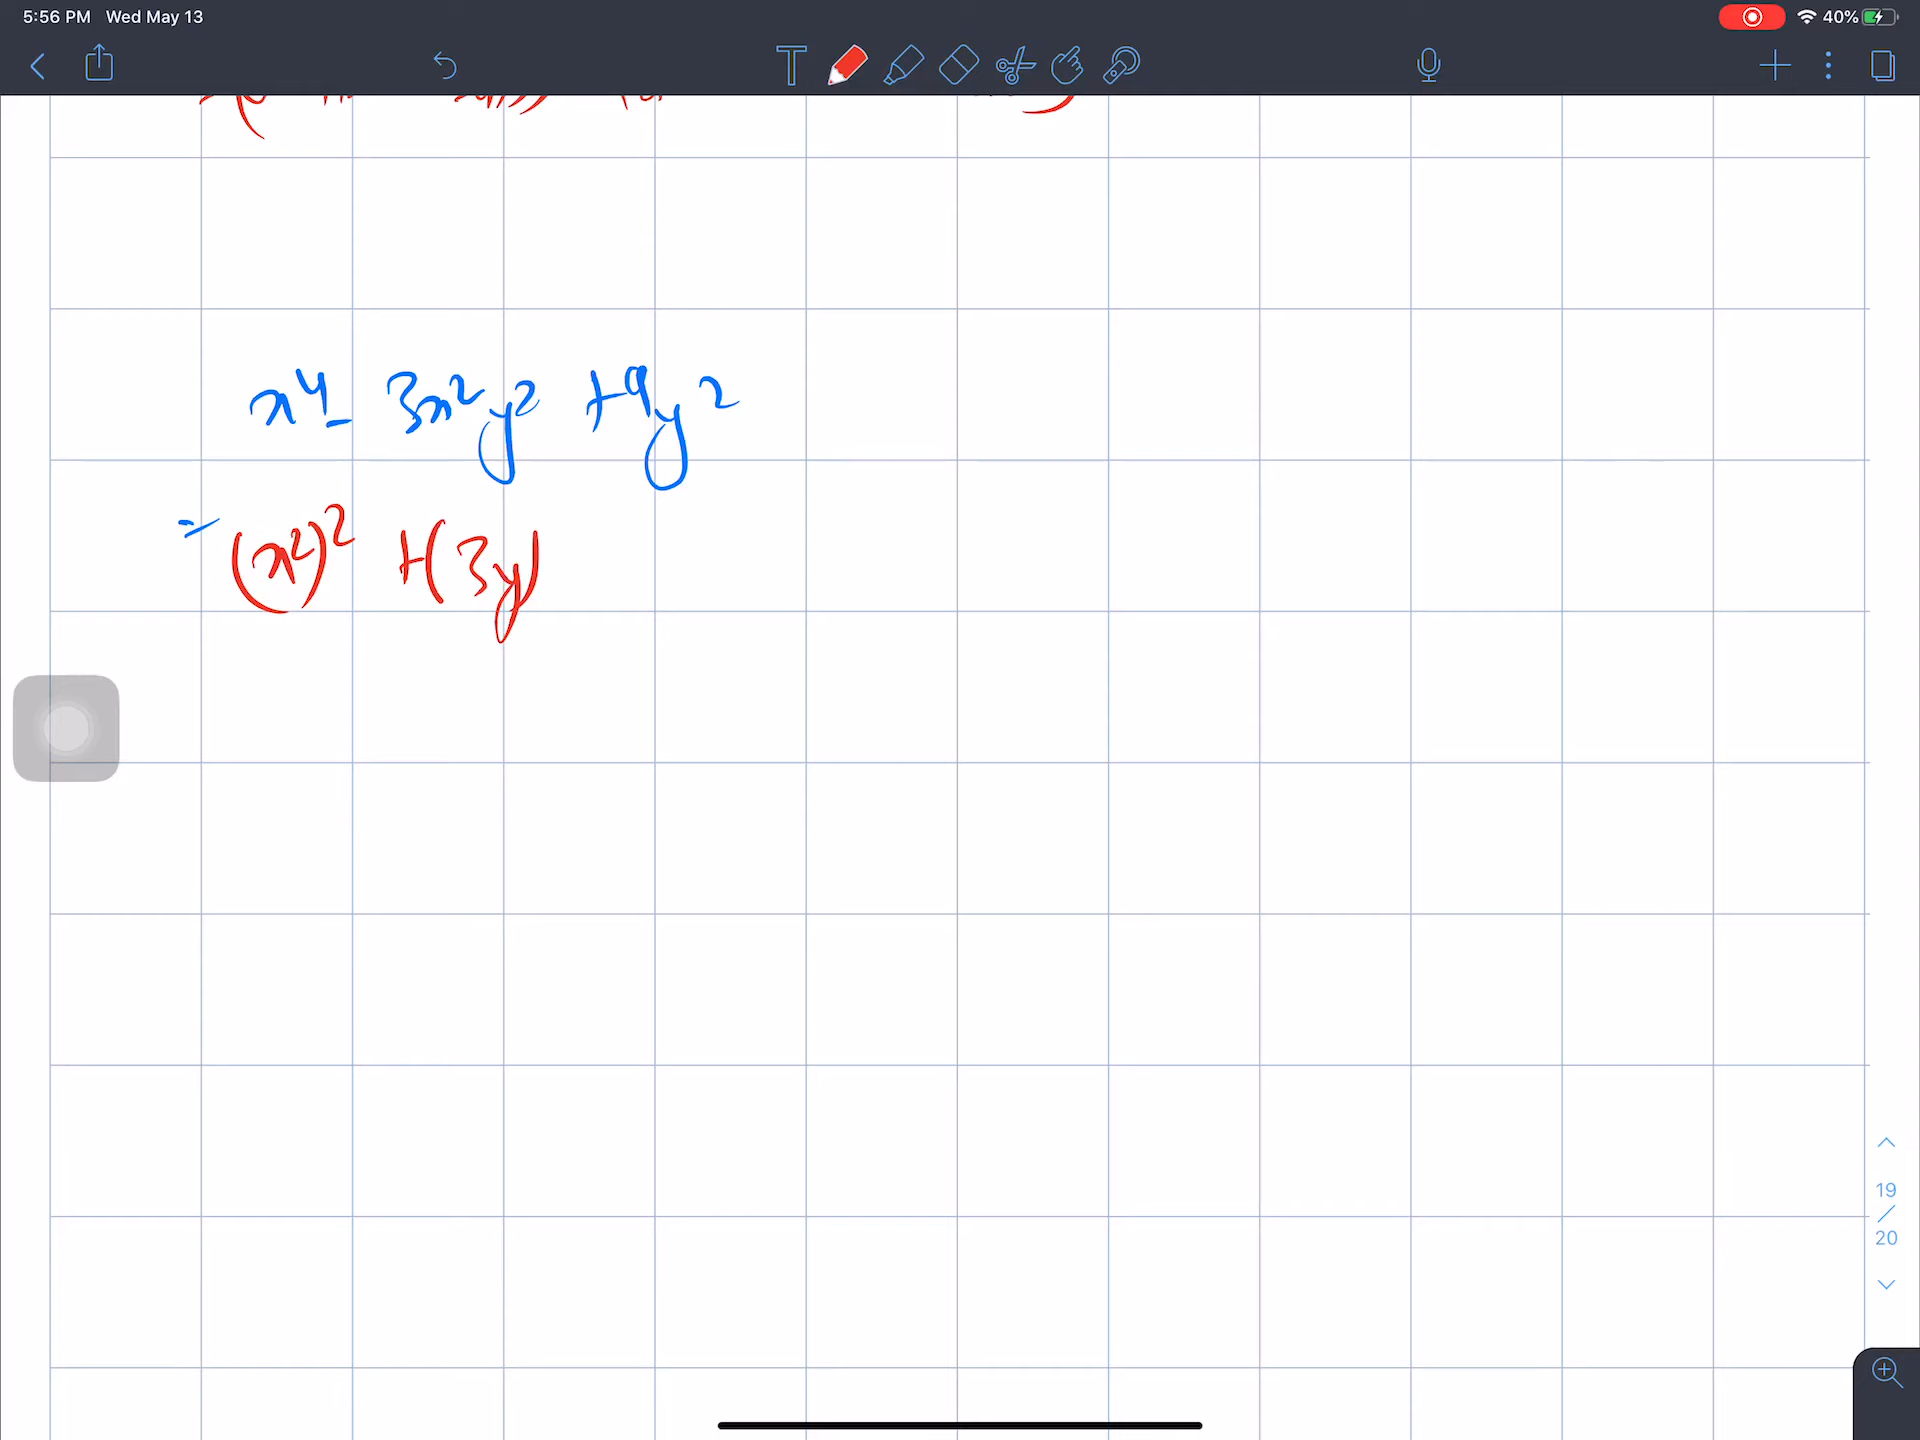 5:56 PM Wed May 13
40%
x⁴ - 3x²y² + 9y²
= (x²)² + (3y)
19
/
20